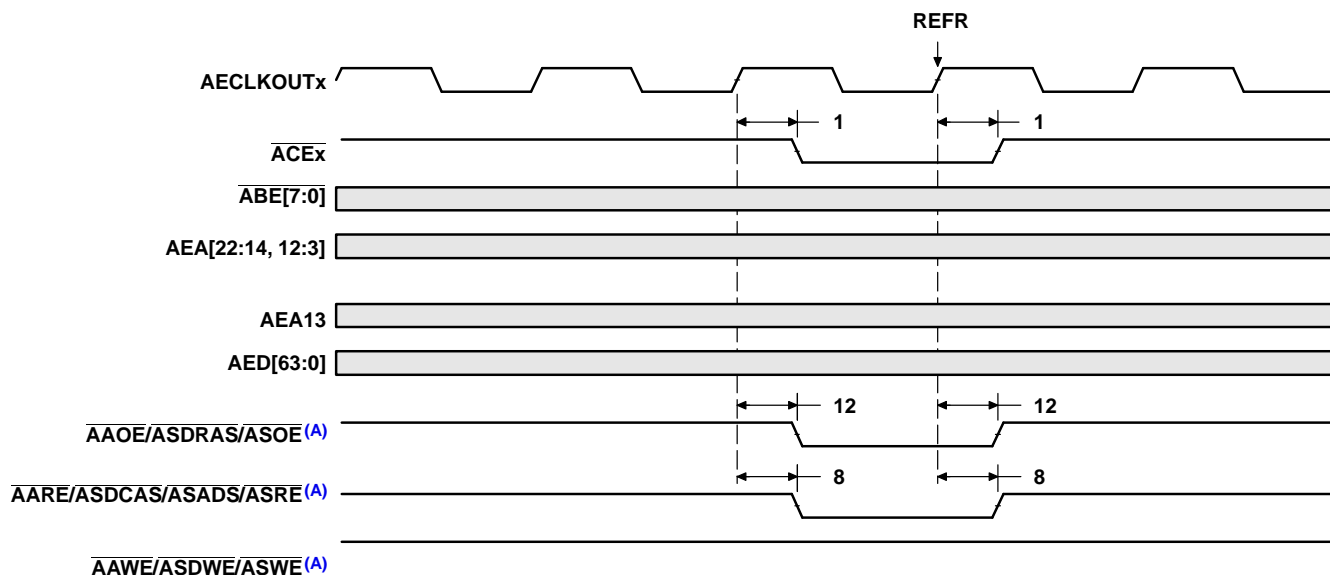 REFR
AECLKOUTx
1 1
ACEx
ABE[7:0]
AEA[22:14, 12:3]
AEA13
AED[63:0]
12 12
AAOE/ASDRAS/ASOE(A)
8 8
AARE/ASDCAS/ASADS/ASRE(A)
AAWE/ASDWE/ASWE(A)